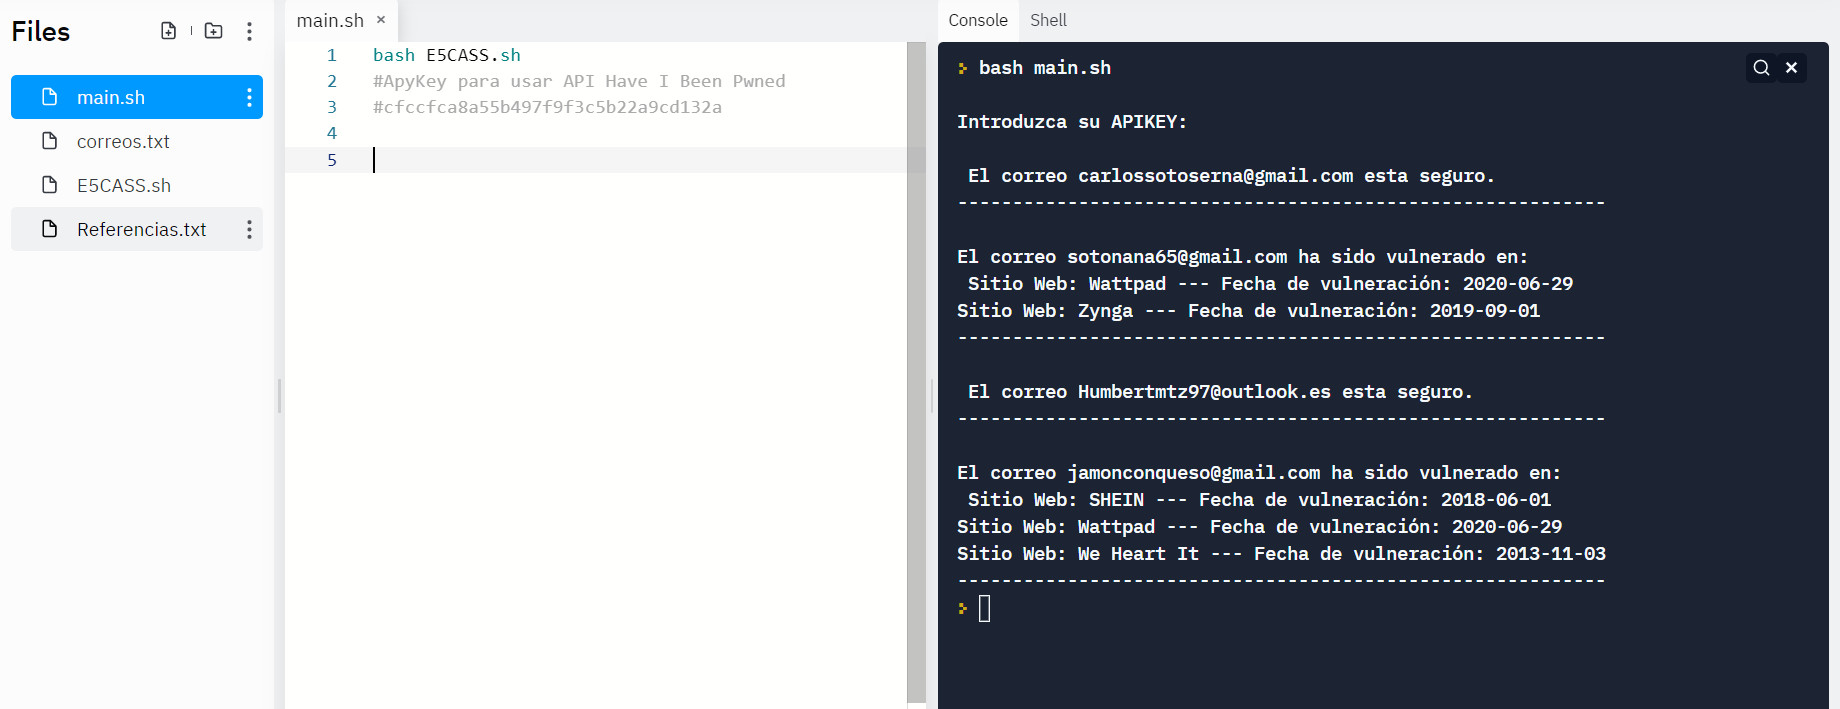 Files
main.sh
correos.txt
E5CASS.sh
Referencias.txt
main.sh ×
1 bash E5CASS.sh
2 #ApyKey para usar API Have I Been Pwned
3 #cfccfca8a55b497f9f3c5b22a9cd132a
4
5
Console Shell
bash main.sh
Introduzca su APIKEY:
El correo carlossotoserna@gmail.com esta seguro.
-----------------------------------------------------------
El correo sotonana65@gmail.com ha sido vulnerado en:
Sitio Web: Wattpad --- Fecha de vulneración: 2020-06-29
Sitio Web: Zynga --- Fecha de vulneración: 2019-09-01
-----------------------------------------------------------
El correo Humbertmtz97@outlook.es esta seguro.
-----------------------------------------------------------
El correo jamonconqueso@gmail.com ha sido vulnerado en:
Sitio Web: SHEIN --- Fecha de vulneración: 2018-06-01
Sitio Web: Wattpad --- Fecha de vulneración: 2020-06-29
Sitio Web: We Heart It --- Fecha de vulneración: 2013-11-03
-----------------------------------------------------------